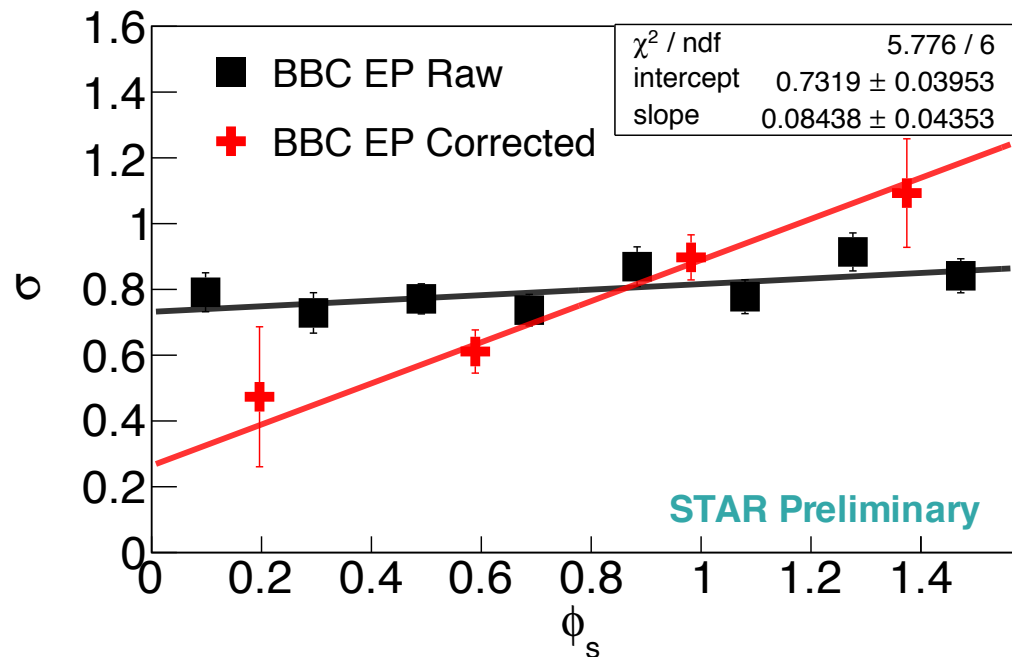 1.6
1.4
1.2
1
0.8
0.6
0.4
0.2
0
σ
BBC EP Raw
BBC EP Corrected
χ² / ndf 5.776 / 6
intercept 0.7319 ± 0.03953
slope 0.08438 ± 0.04353
STAR Preliminary
0 0.2 0.4 0.6 0.8 1 1.2 1.4
ϕs